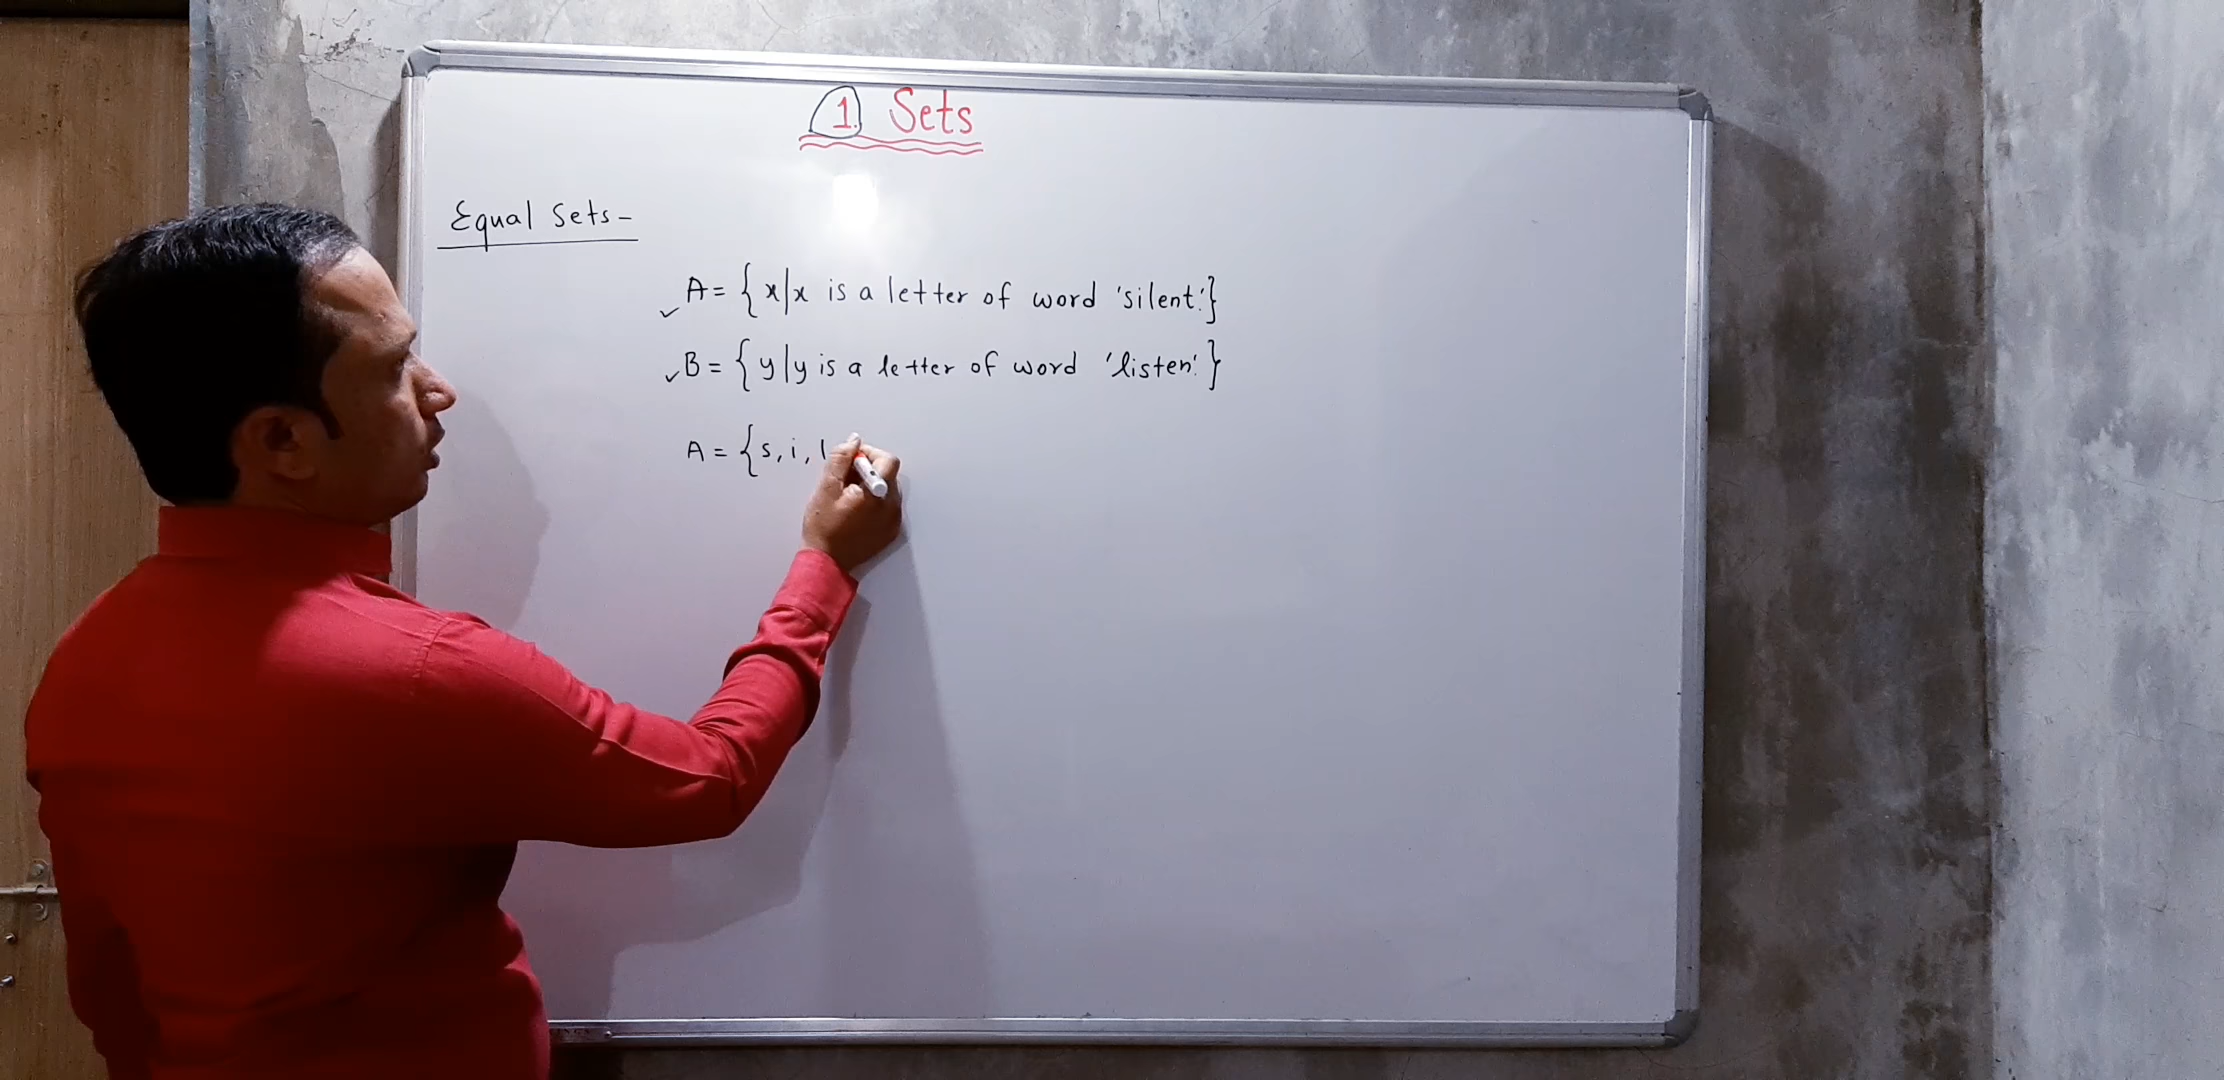 1. Sets
Equal Sets-
A = { x|x is a letter of word 'silent'.}
B = { y|y is a letter of word 'listen'. }
A = {s, i, l